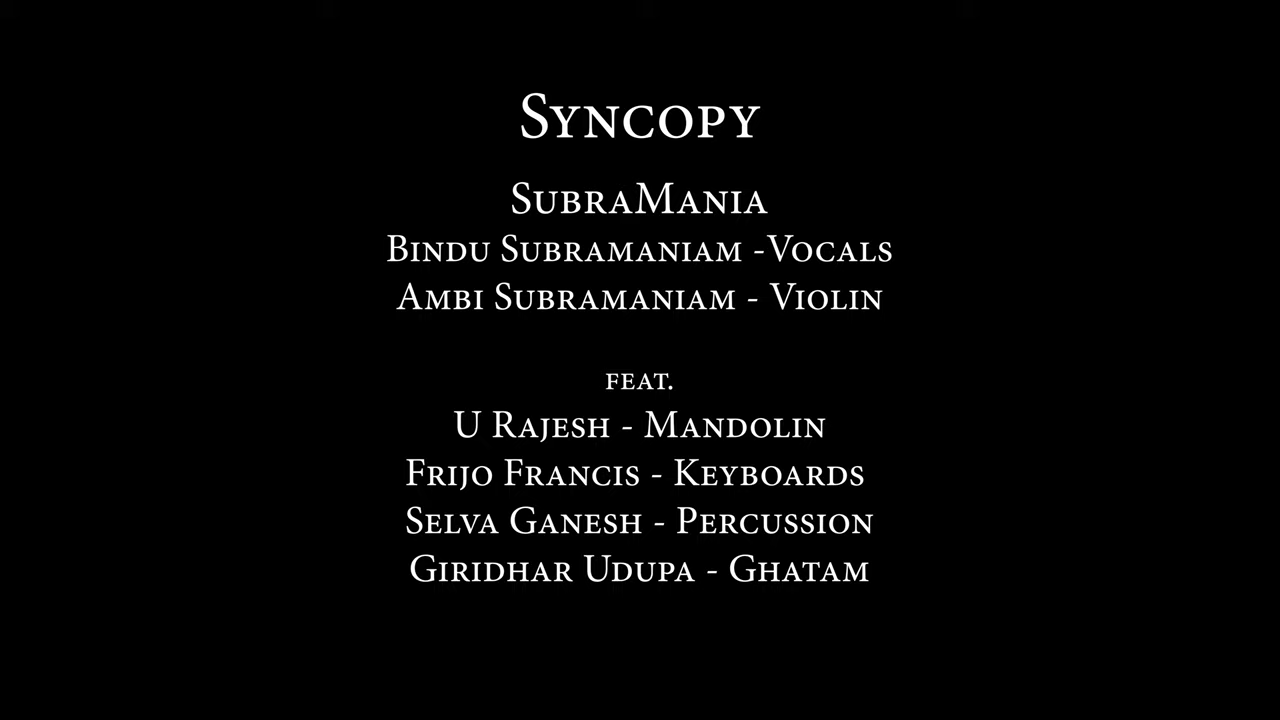 Syncopy
SubraMania
Bindu Subramaniam -Vocals
Ambi Subramaniam - Violin
feat.
U Rajesh - Mandolin
Frijo Francis - Keyboards
Selva Ganesh - Percussion
Giridhar Udupa - Ghatam